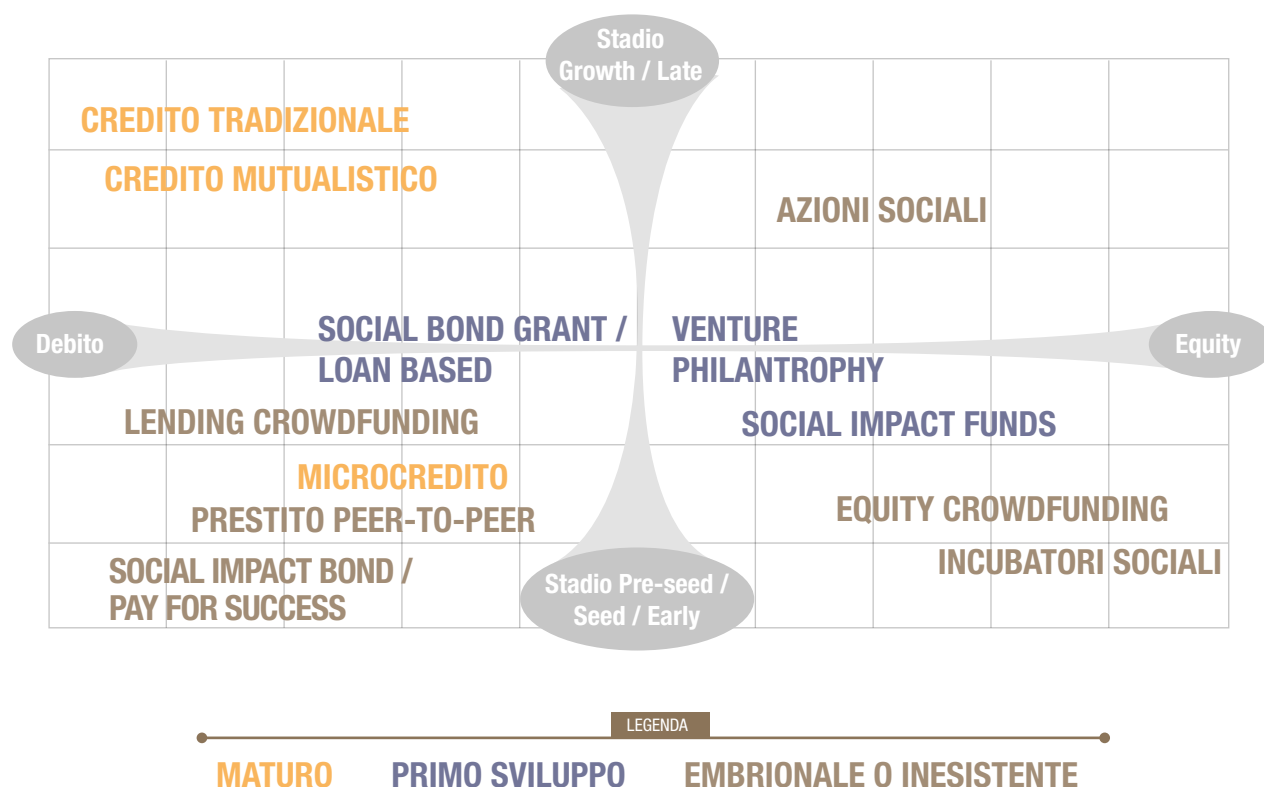 Stadio
Growth / Late
CREDITO TRADIZIONALE
CREDITO MUTUALISTICO
AZIONI SOCIALI
Debito
SOCIAL BOND GRANT /
LOAN BASED
VENTURE
PHILANTROPHY
Equity
LENDING CROWDFUNDING
SOCIAL IMPACT FUNDS
MICROCREDITO
PRESTITO PEER-TO-PEER
EQUITY CROWDFUNDING
INCUBATORI SOCIALI
SOCIAL IMPACT BOND /
PAY FOR SUCCESS
Stadio Pre-seed /
Seed / Early
LEGENDA
MATURO
PRIMO SVILUPPO
EMBRIONALE O INESISTENTE